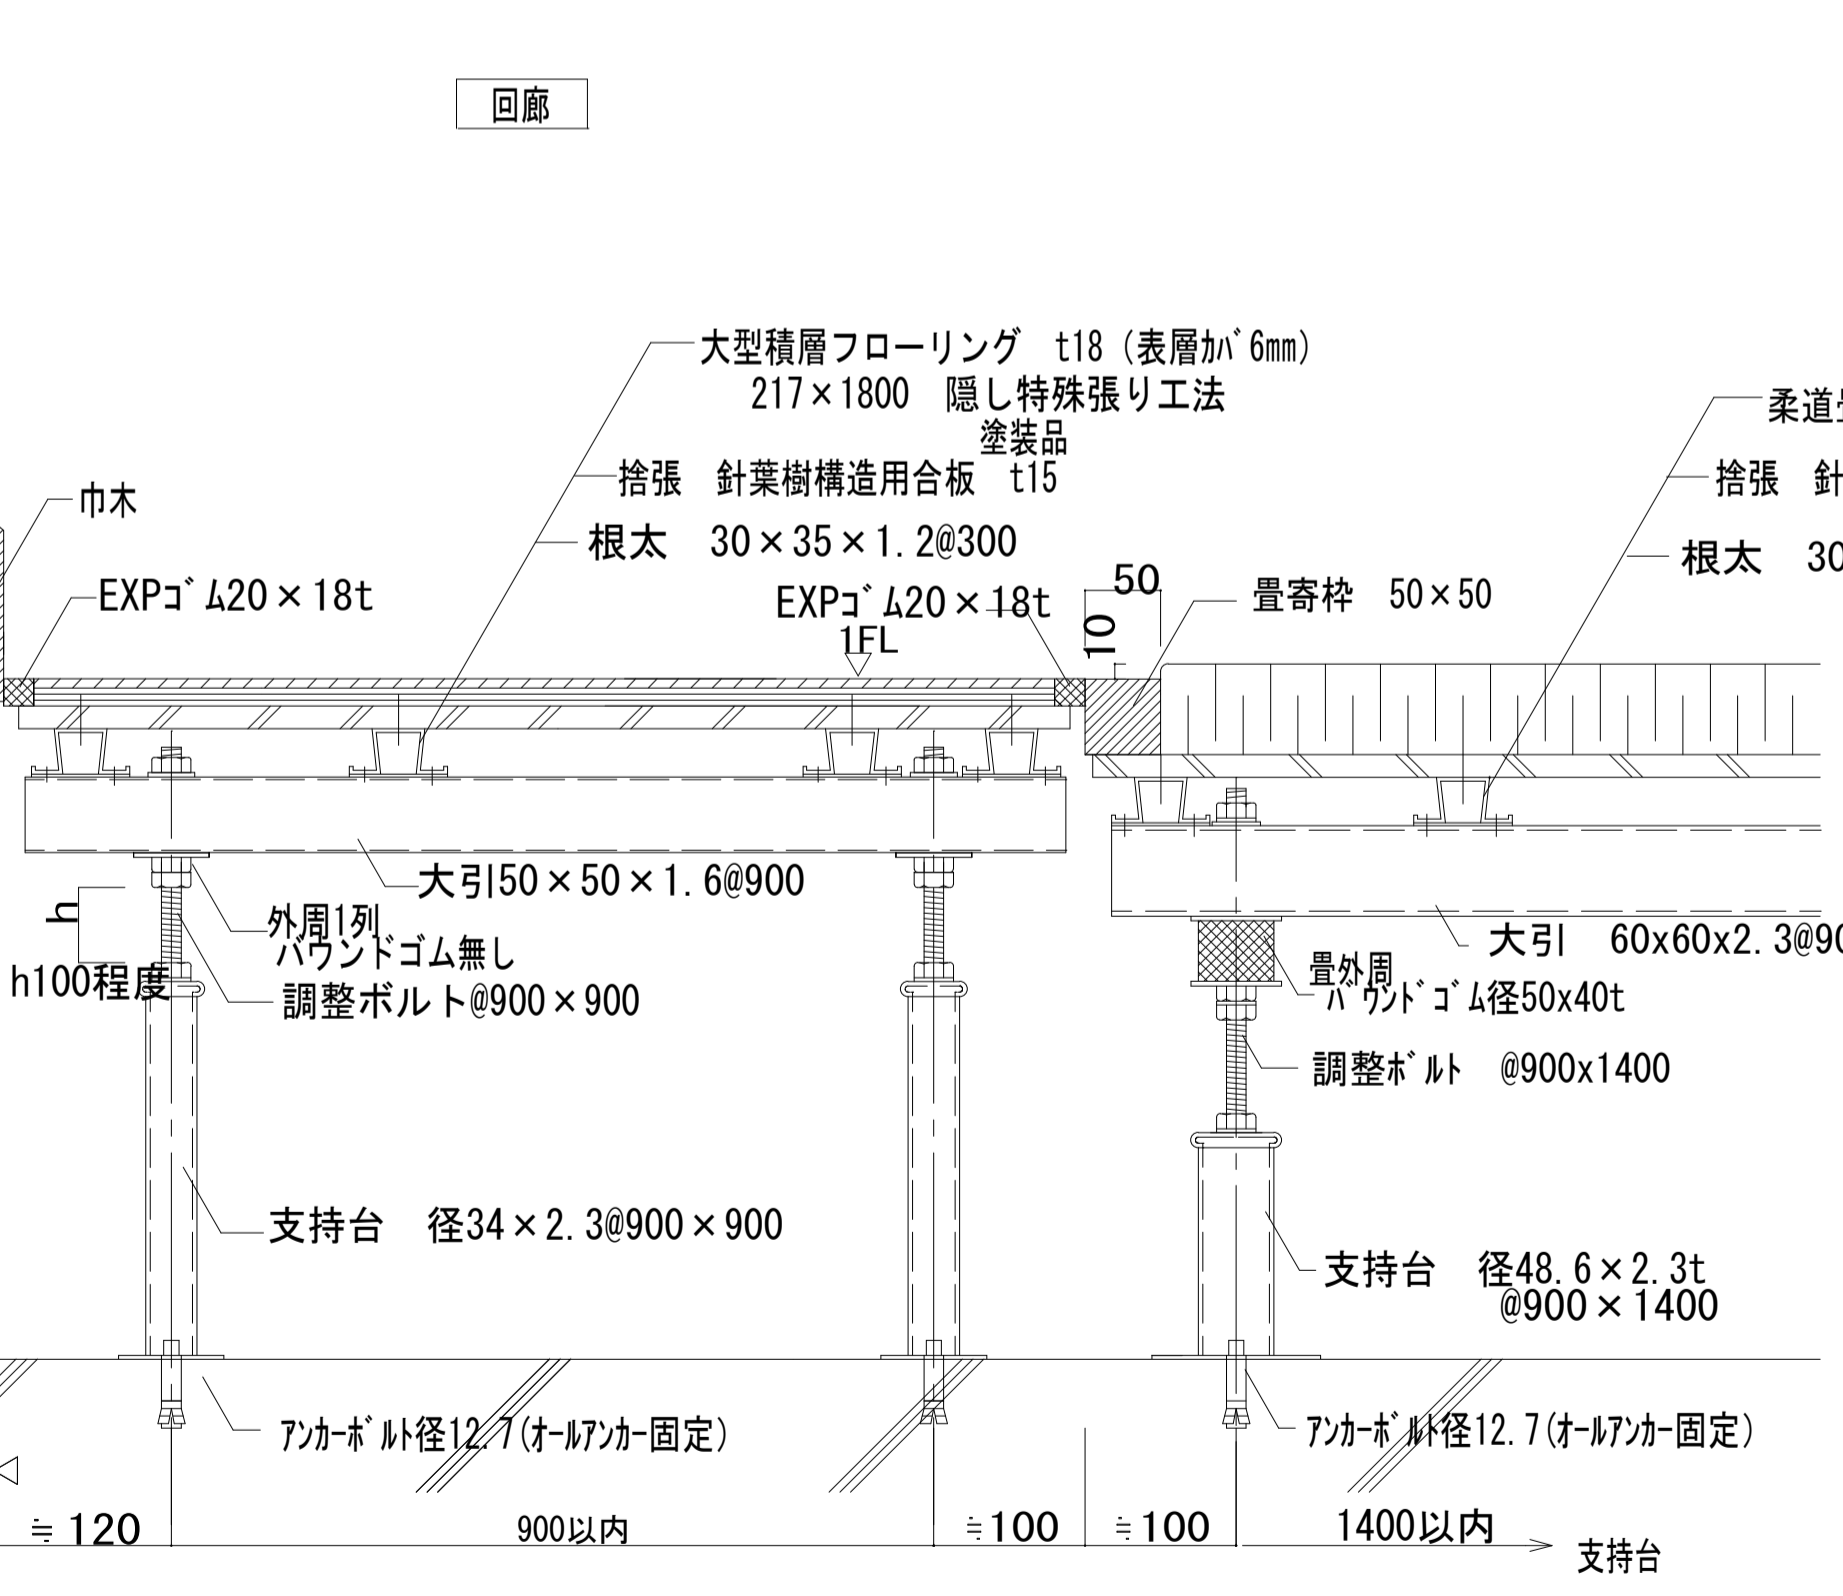 回廊
大型積層フローリング　t18（表層ｶﾊﾞ6mm）
217×1800　隠し特殊張り工法
塗装品
捨張　針葉樹構造用合板　t15
根太　30×35×1.2@300
EXPｺﾞﾑ20×18t
1FL
巾木
EXPｺﾞﾑ20×18t
50
10
畳寄枠　50×50
柔道
捨張　針
根太　30
大引50×50×1.6@900
外周1列
バウンドゴム無し
調整ボルト@900×900
h
h100程度
大引　60x60x2.3@90
畳外周
ﾊﾞｳﾝﾄﾞｺﾞﾑ径50x40t
調整ﾎﾞﾙﾄ　@900x1400
支持台　径34×2.3@900×900
支持台　径48.6×2.3t
@900×1400
ｱﾝｶｰﾎﾞﾙﾄ径12.7(ｵｰﾙｱﾝｶｰ固定)
ｱﾝｶｰﾎﾞﾙﾄ径12.7(ｵｰﾙｱﾝｶｰ固定)
≒120
900以内
≒100
≒100
1400以内
支持台